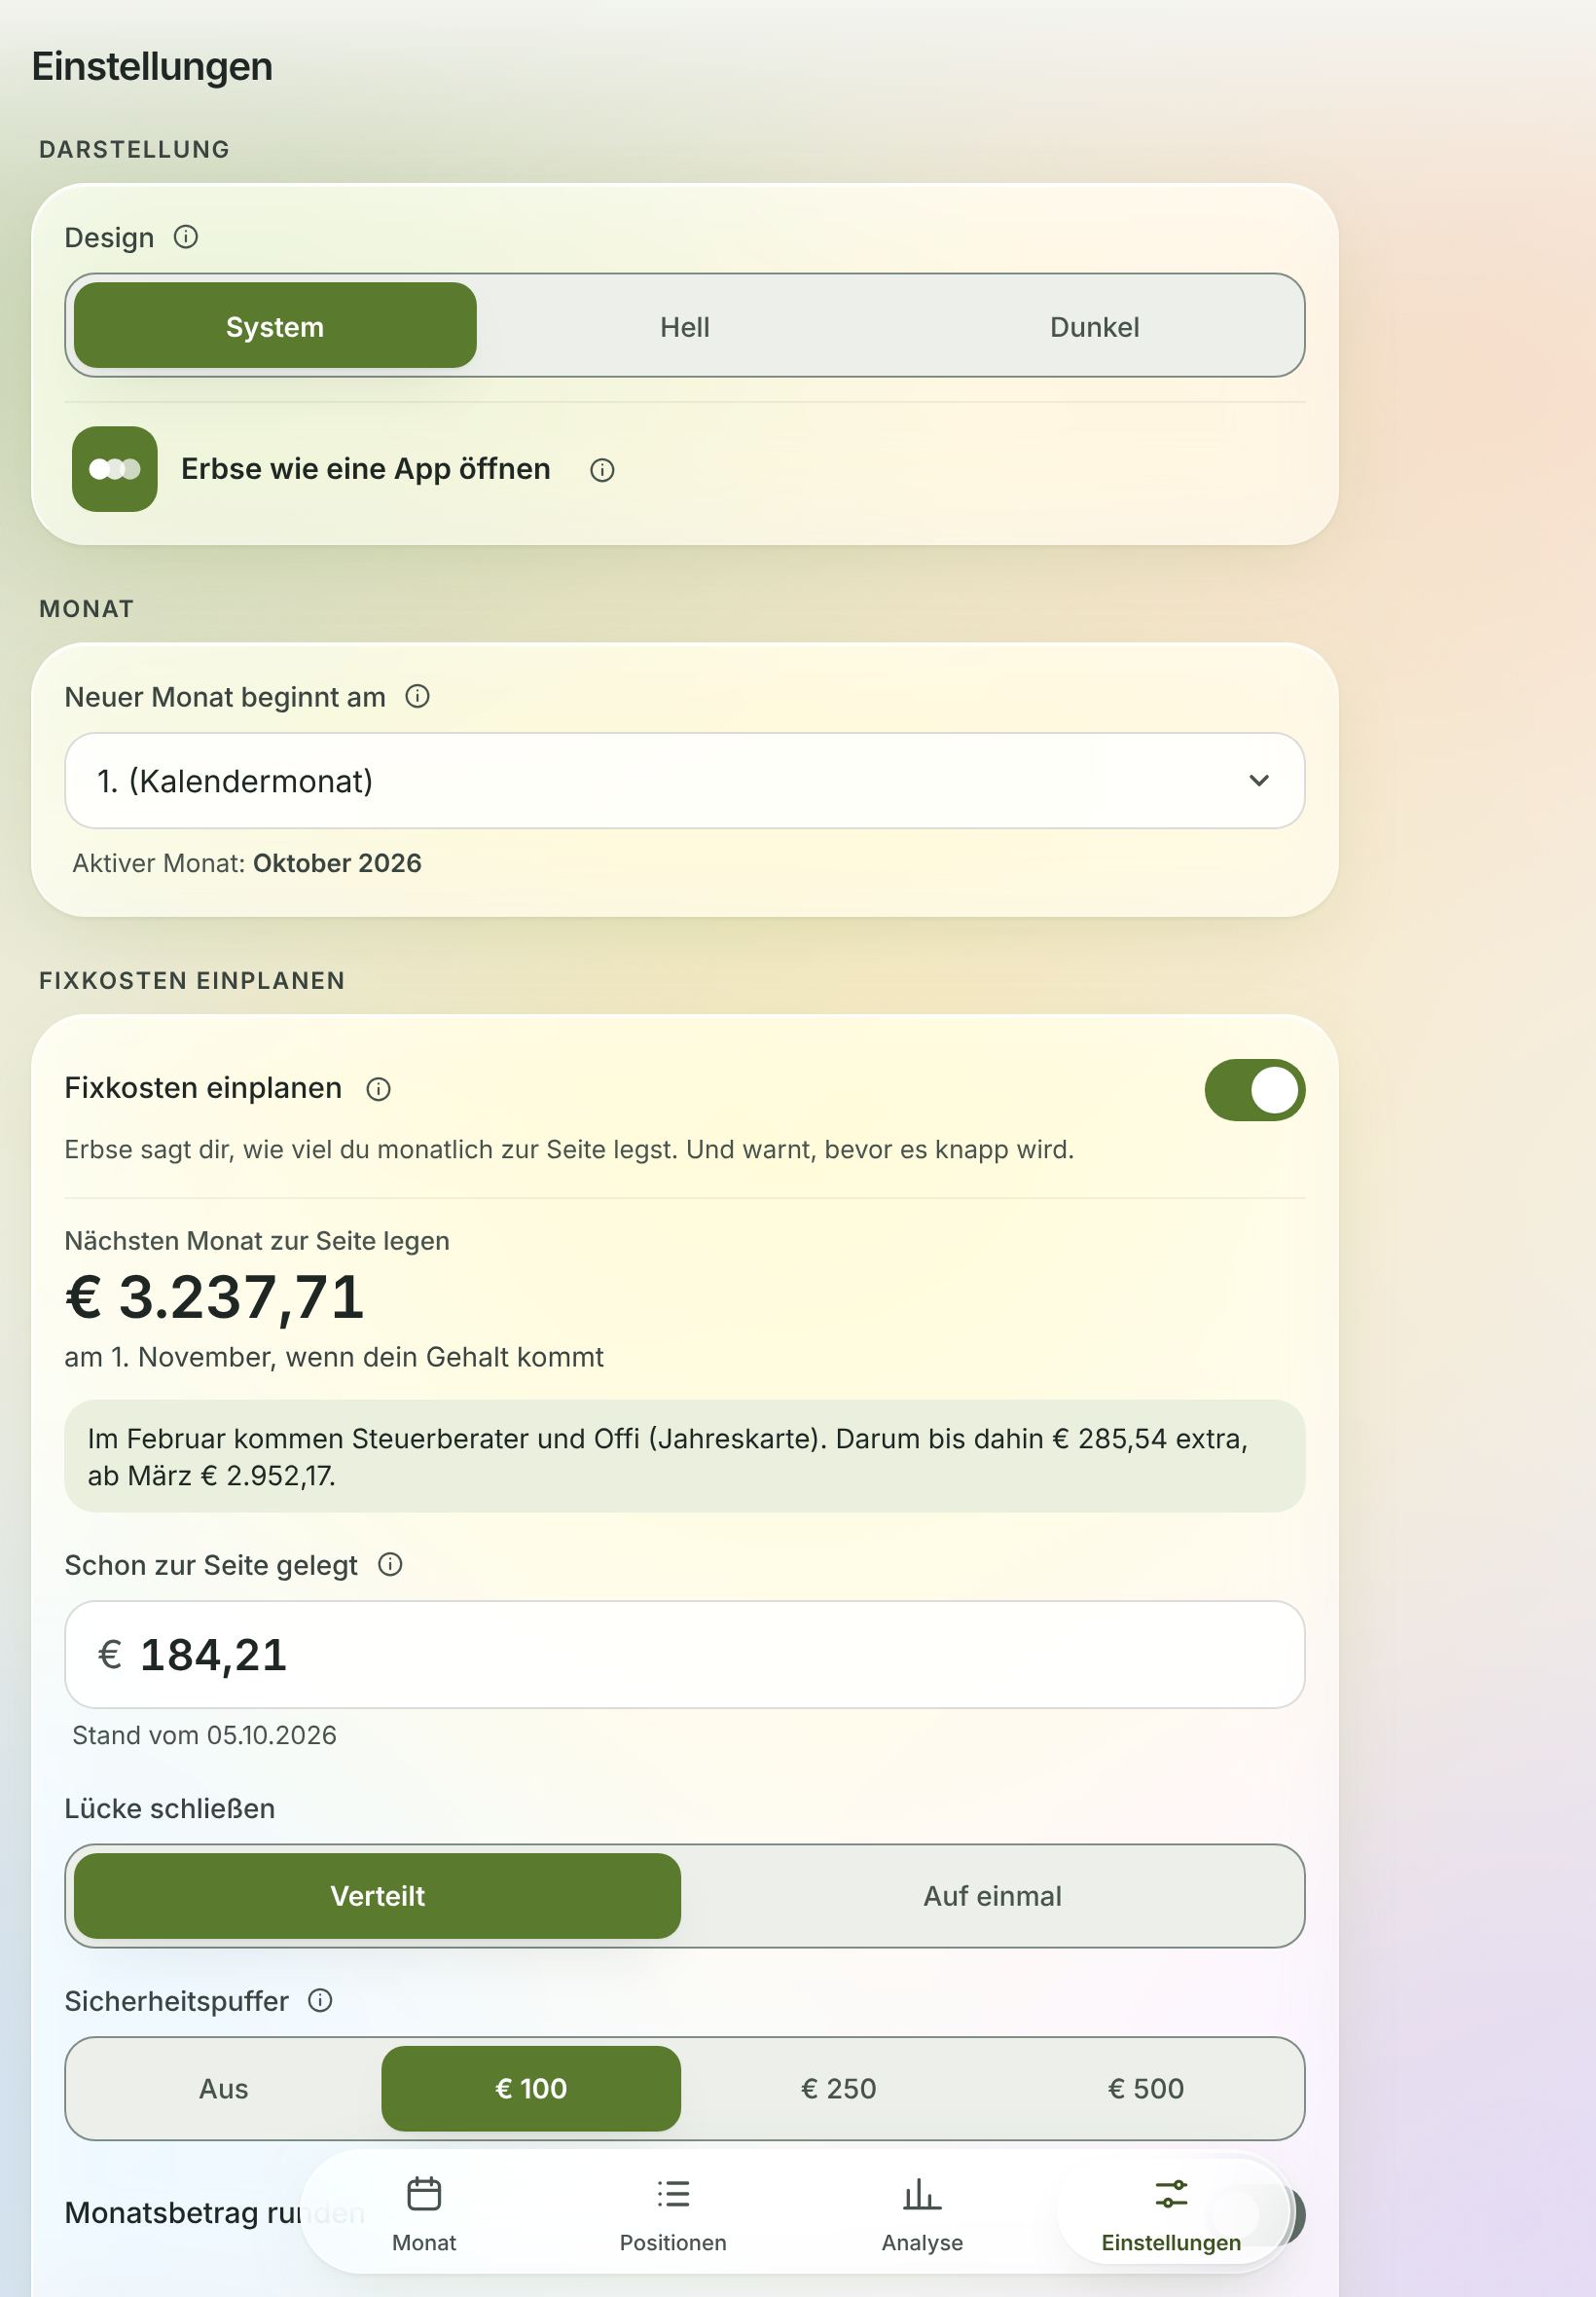 Einstellungen
DARSTELLUNG
Design
System
Hell
Dunkel
Erbse wie eine App öffnen
MONAT
Neuer Monat beginnt am
1. (Kalendermonat)
Aktiver Monat: Oktober 2026
FIXKOSTEN EINPLANEN
Fixkosten einplanen
Erbse sagt dir, wie viel du monatlich zur Seite legst. Und warnt, bevor es knapp wird.
Nächsten Monat zur Seite legen
€ 3.237,71
am 1. November, wenn dein Gehalt kommt
Im Februar kommen Steuerberater und Offi (Jahreskarte). Darum bis dahin € 285,54 extra,
ab März € 2.952,17.
Schon zur Seite gelegt
€ 184,21
Stand vom 05.10.2026
Lücke schließen
Verteilt
Auf einmal
Sicherheitspuffer
Aus
€ 100
€ 250
€ 500
Monatsbetrag runden
Monat
Positionen
Analyse
Einstellungen